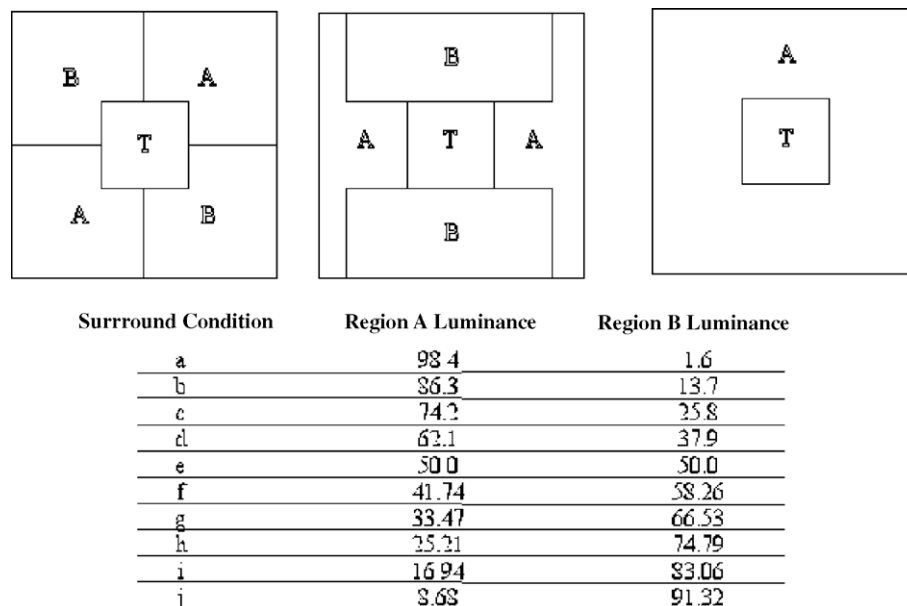 B A B A
T A T A T
A B B
Surrround Condition Region A Luminance Region B Luminance
a 98.4 1.6
b 86.3 13.7
c 74.2 25.8
d 62.1 37.9
e 50.0 50.0
f 41.74 58.26
g 33.47 66.53
h 25.21 74.79
i 16.94 83.06
j 8.68 91.32